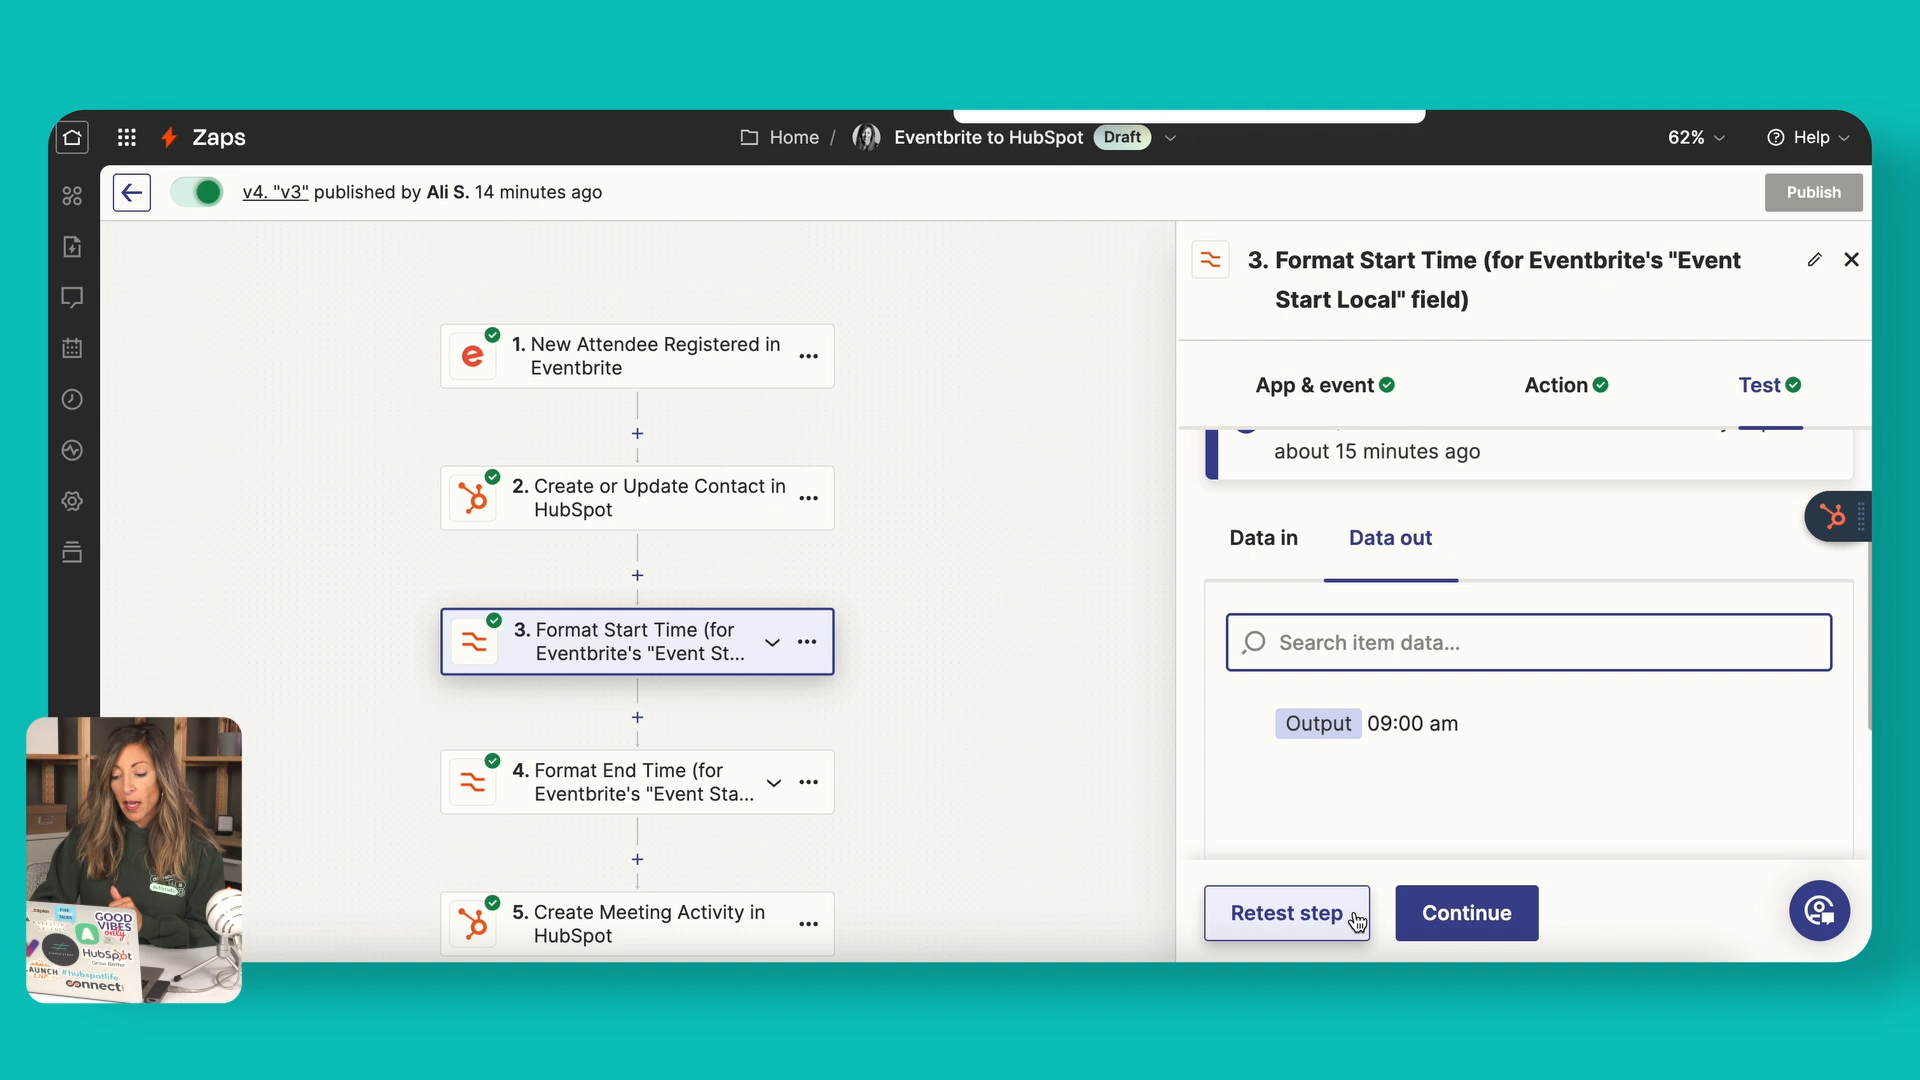 Zaps
Home / Eventbrite to HubSpot Draft
62%
Help
v4. "v3" published by Ali S. 14 minutes ago
Publish
1. New Attendee Registered in
Eventbrite
2. Create or Update Contact in
HubSpot
3. Format Start Time (for
Eventbrite's "Event St...
4. Format End Time (for
Eventbrite's "Event Sta...
5. Create Meeting Activity in
HubSpot
3. Format Start Time (for Eventbrite's "Event
Start Local" field)
App & event
Action
Test
about 15 minutes ago
Data in
Data out
Search item data...
Output 09:00 am
Retest step
Continue
GOOD
VIBES
only
HubSpot
Grow Better
#hubspotlife
connect